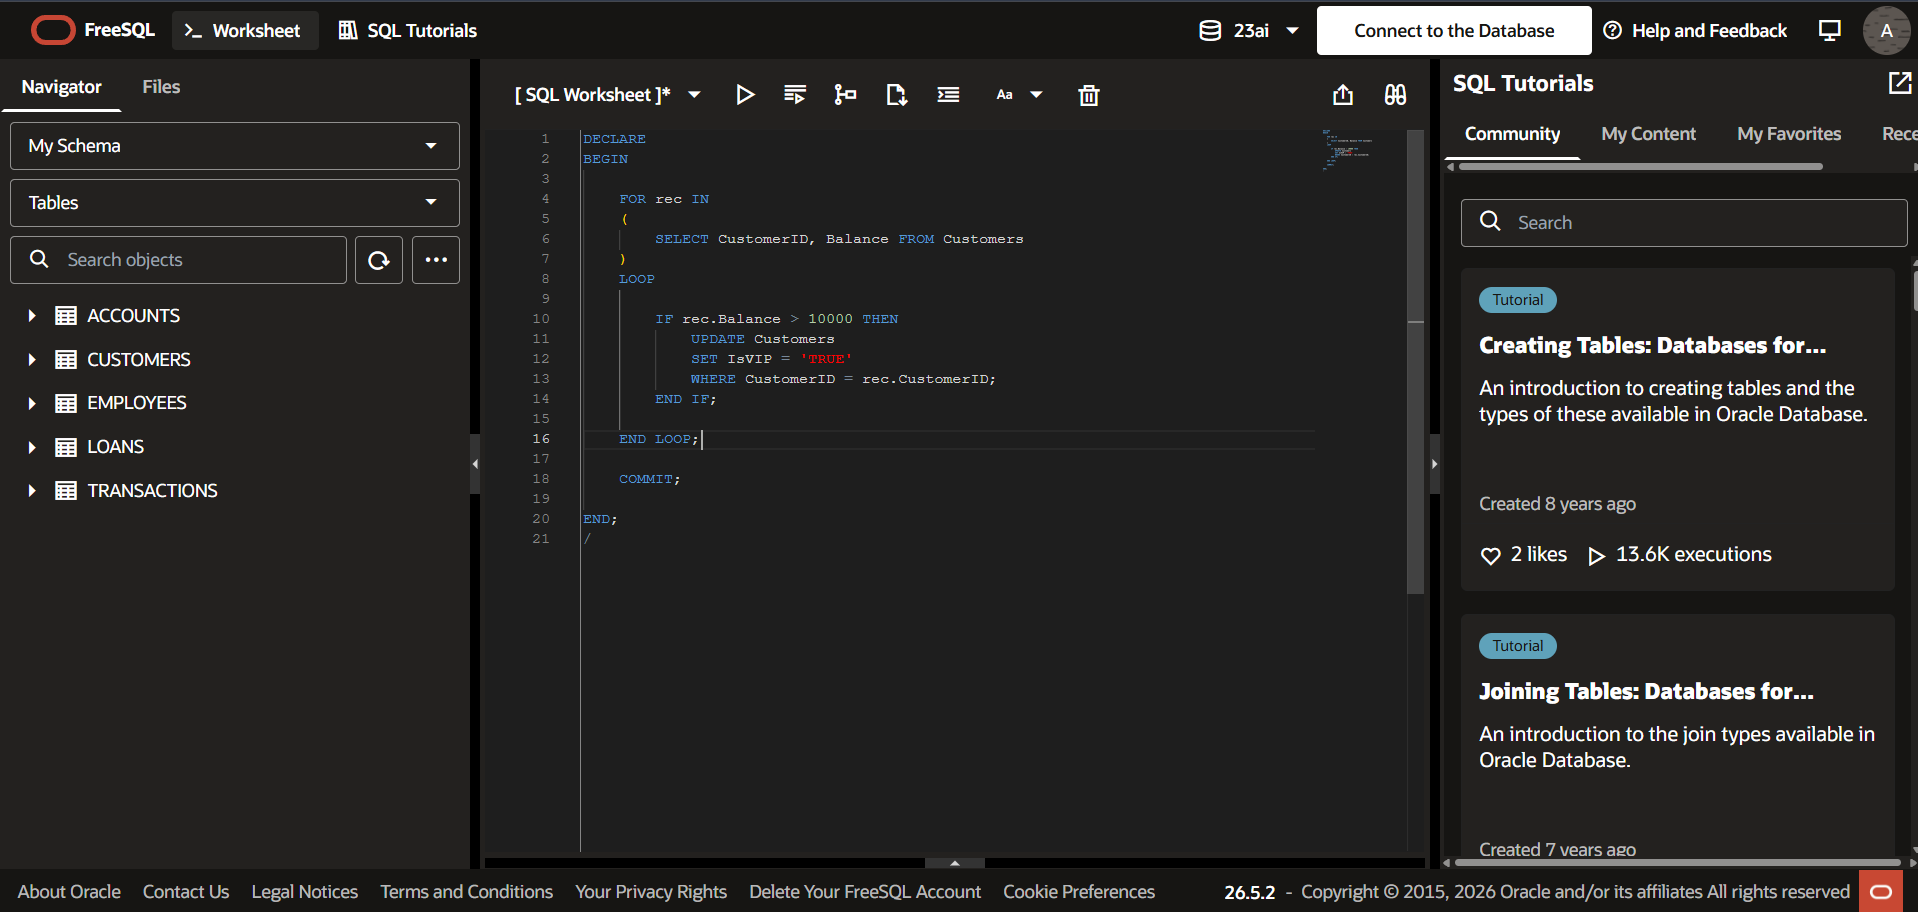 FreeSQL
Worksheet
SQL Tutorials
23ai
Connect to the Database
Help and Feedback
A
Navigator
Files
My Schema
Tables
Search objects
ACCOUNTS
CUSTOMERS
EMPLOYEES
LOANS
TRANSACTIONS
[ SQL Worksheet ]*
Aa
1 DECLARE
2 BEGIN
3
4 FOR rec IN
5 (
6 SELECT CustomerID, Balance FROM Customers
7 )
8 LOOP
9
10 IF rec.Balance > 10000 THEN
11 UPDATE Customers
12 SET IsVIP = 'TRUE'
13 WHERE CustomerID = rec.CustomerID;
14 END IF;
15
16 END LOOP;
17
18 COMMIT;
19
20 END;
21 /
SQL Tutorials
Community
My Content
My Favorites
Rece
Search
Tutorial
Creating Tables: Databases for...
An introduction to creating tables and the
types of these available in Oracle Database.
Created 8 years ago
2 likes
13.6K executions
Tutorial
Joining Tables: Databases for...
An introduction to the join types available in
Oracle Database.
Created 7 years ago
About Oracle
Contact Us
Legal Notices
Terms and Conditions
Your Privacy Rights
Delete Your FreeSQL Account
Cookie Preferences
26.5.2 - Copyright © 2015, 2026 Oracle and/or its affiliates All rights reserved